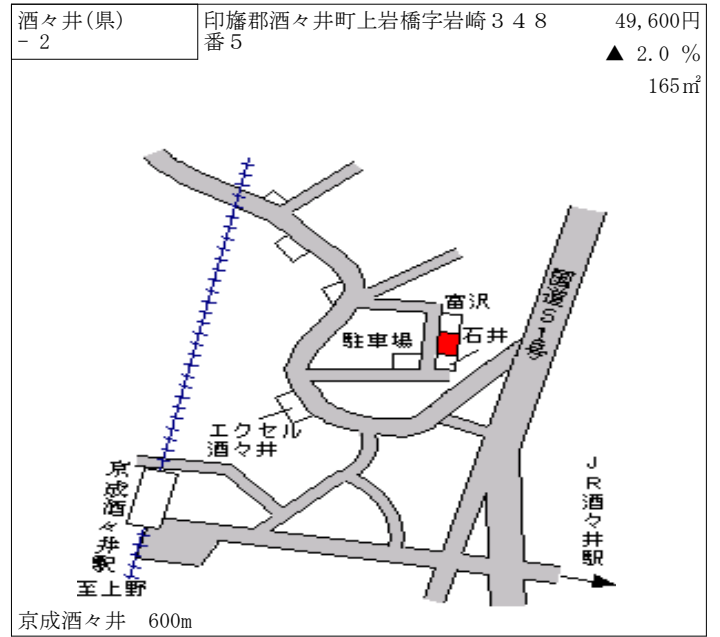 酒々井(県)
- 2
印旛郡酒々井町上岩橋字岩崎348
番5
49,600円
▲ 2.0 %
165㎡
国道51号
富沢
石井
駐車場
エクセル
酒々井
京成酒々井駅
至上野
JR酒々井駅
京成酒々井 600m